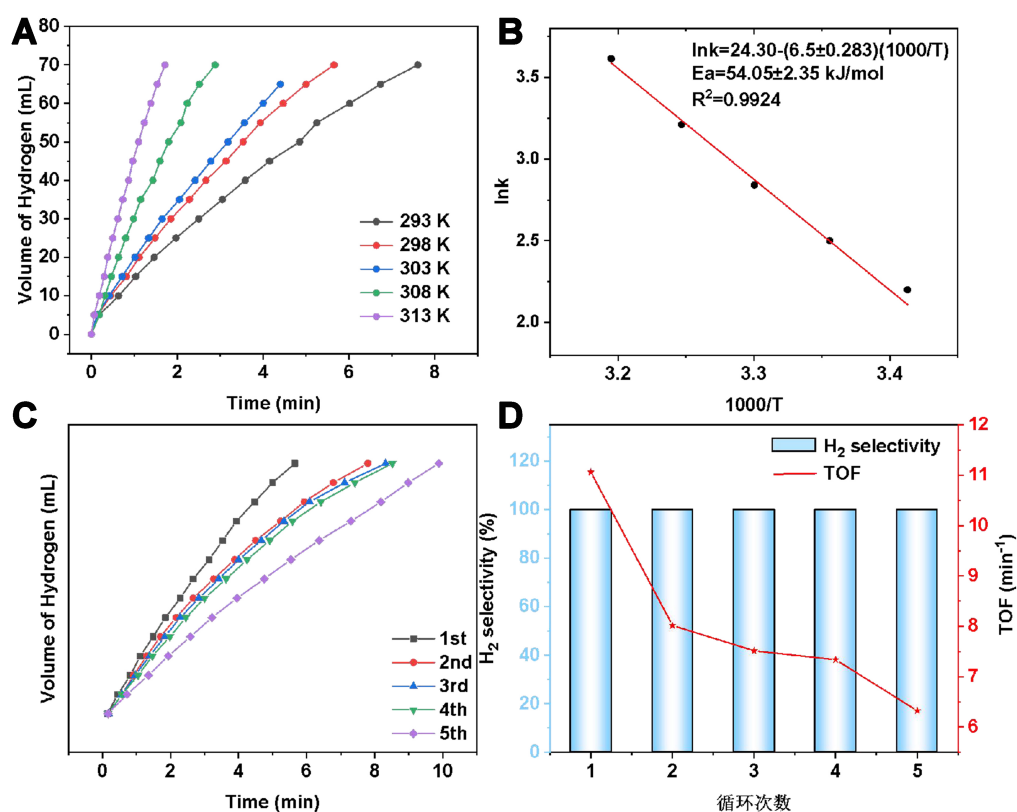 A
Volume of Hydrogen (mL)
80
70
60
50
40
30
20
10
0
293 K
298 K
303 K
308 K
313 K
0
2
4
6
8
Time (min)
B
lnk
3.5
3.0
2.5
2.0
lnk=24.30-(6.5±0.283)(1000/T)
Ea=54.05±2.35 kJ/mol
R²=0.9924
3.2
3.3
3.4
1000/T
C
Volume of Hydrogen (mL)
1st
2nd
3rd
4th
5th
0
2
4
6
8
10
Time (min)
D
H₂ selectivity (%)
120
100
80
60
40
20
0
H₂ selectivity
TOF
12
11
10
9
8
7
6
TOF (min⁻¹)
1
2
3
4
5
循环次数